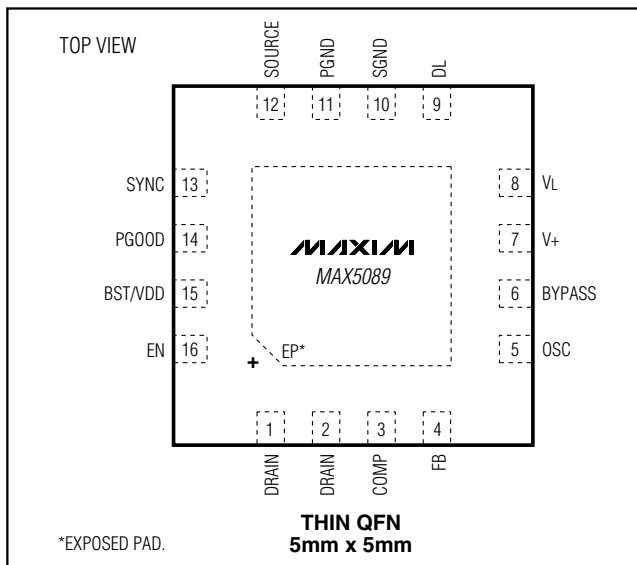 TOP VIEW
SOURCE
PGND
SGND
DL
12
11
10
9
SYNC 13
8 VL
PGOOD 14
7 V+
BST/VDD 15
6 BYPASS
EN 16
5 OSC
MAXIM
MAX5089
+
EP*
1
2
3
4
DRAIN
DRAIN
COMP
FB
THIN QFN
5mm x 5mm
*EXPOSED PAD.